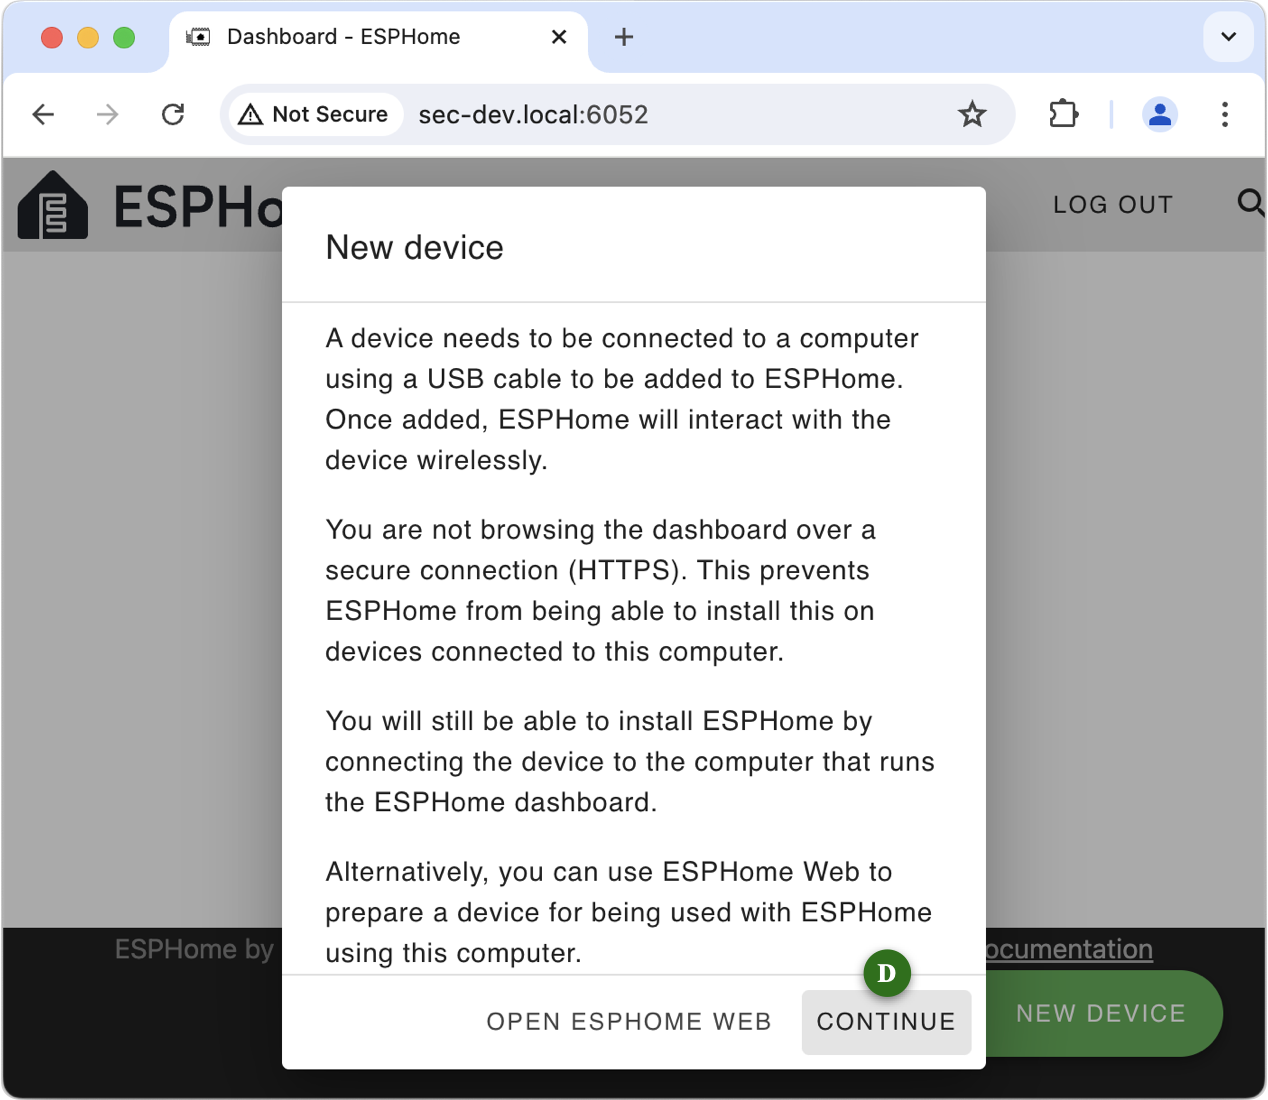 Dashboard - ESPHome
Not Secure
sec-dev.local:6052
ESPHo
LOG OUT
New device
A device needs to be connected to a computer
using a USB cable to be added to ESPHome.
Once added, ESPHome will interact with the
device wirelessly.
You are not browsing the dashboard over a
secure connection (HTTPS). This prevents
ESPHome from being able to install this on
devices connected to this computer.
You will still be able to install ESPHome by
connecting the device to the computer that runs
the ESPHome dashboard.
Alternatively, you can use ESPHome Web to
prepare a device for being used with ESPHome
using this computer.
ESPHome by
ocumentation
D
OPEN ESPHOME WEB
CONTINUE
NEW DEVICE